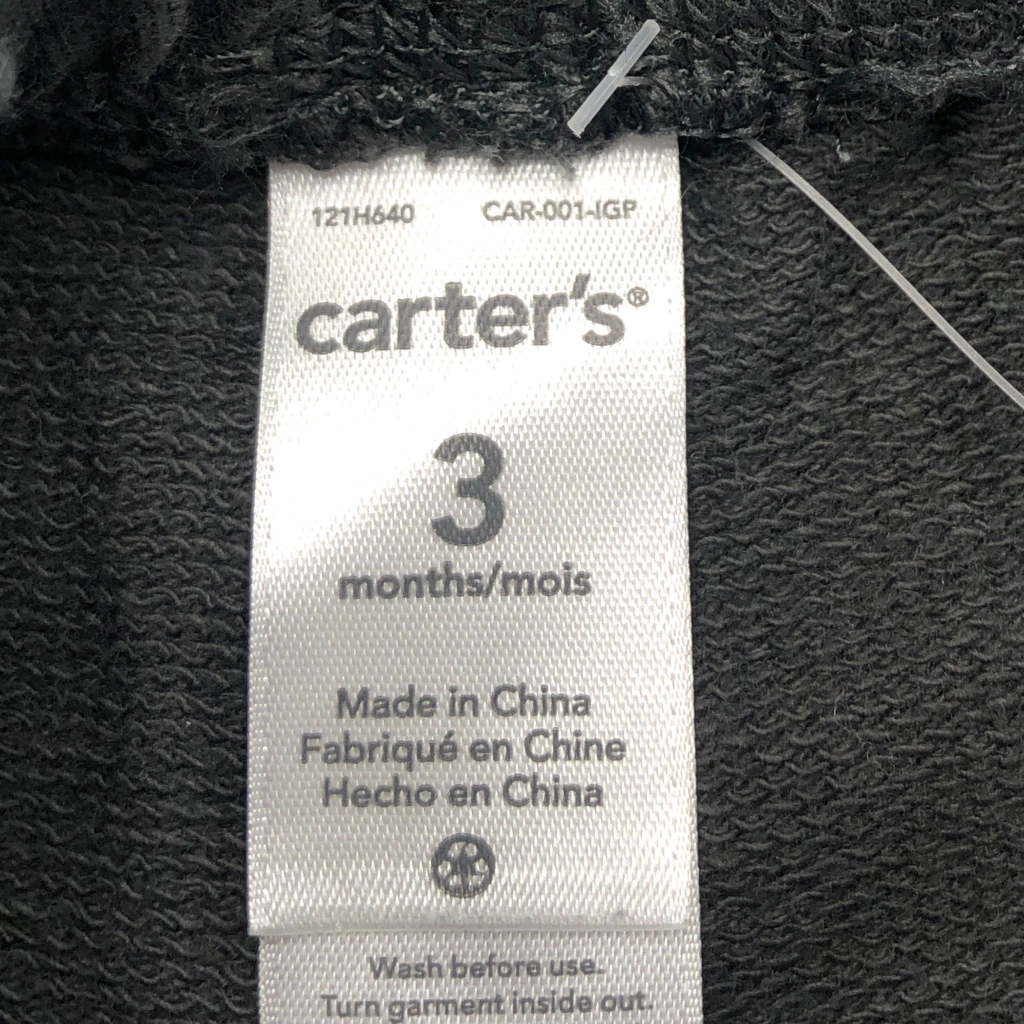 121H640 CAR-001-IGP
carter's®
3
months/mois
Made in China
Fabriqué en Chine
Hecho en China
Wash before use.
Turn garment inside out.